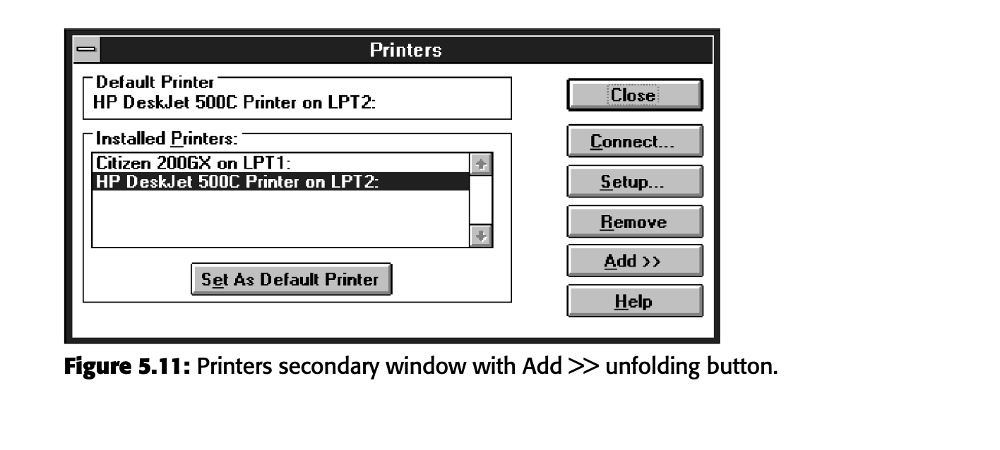 Printers
Default Printer
HP DeskJet 500C Printer on LPT2:
Installed Printers:
Citizen 200GX on LPT1:
HP DeskJet 500C Printer on LPT2:
Set As Default Printer
Close
Connect...
Setup...
Remove
Add >>
Help
Figure 5.11: Printers secondary window with Add >> unfolding button.